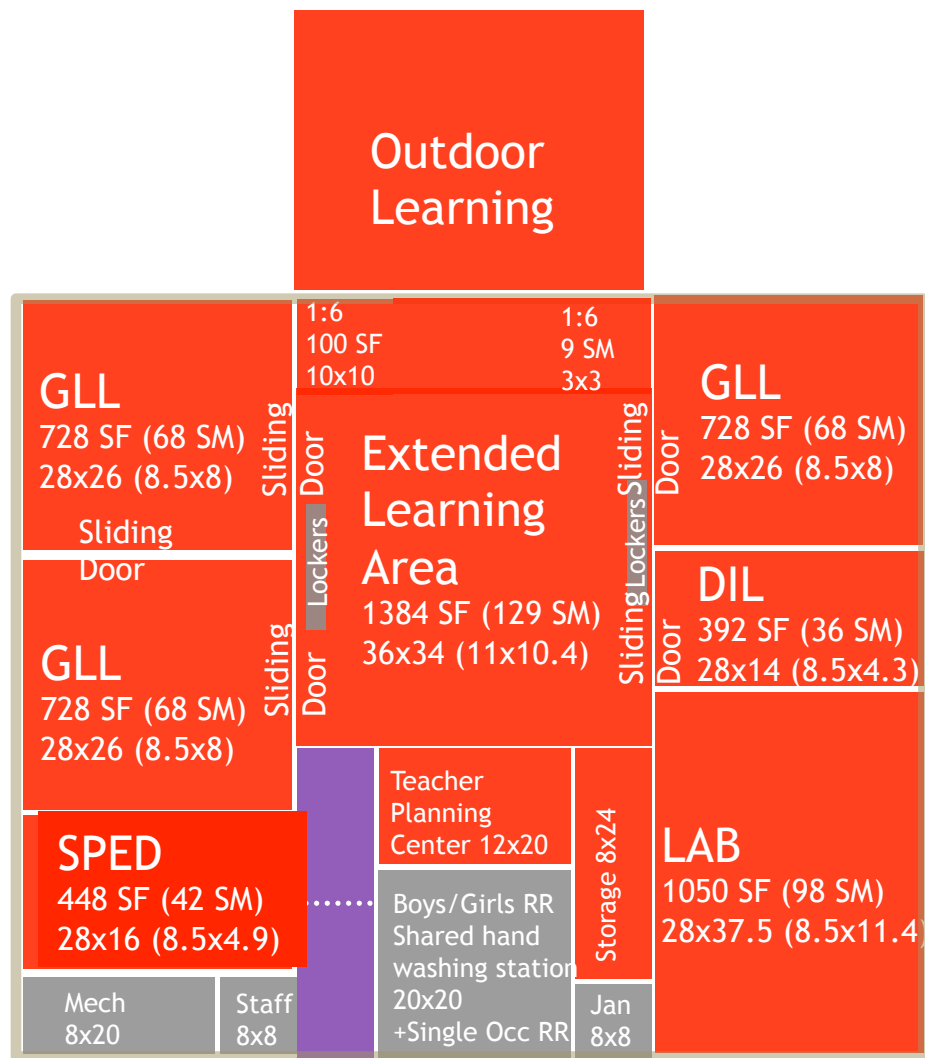 Outdoor
Learning
1:6
100 SF
10x10
1:6
9 SM
3x3
GLL
728 SF (68 SM)
28x26 (8.5x8)
Sliding
Door
Sliding
Door
Lockers
Extended
Learning
Area
1384 SF (129 SM)
36x34 (11x10.4)
Sliding
Door
Lockers
GLL
728 SF (68 SM)
28x26 (8.5x8)
GLL
728 SF (68 SM)
28x26 (8.5x8)
Sliding
Door
Sliding
Door
DIL
392 SF (36 SM)
28x14 (8.5x4.3)
SPED
448 SF (42 SM)
28x16 (8.5x4.9)
Teacher
Planning
Center 12x20
Storage 8x24
LAB
1050 SF (98 SM)
28x37.5 (8.5x11.4)
Boys/Girls RR
Shared hand
washing station
20x20
+Single Occ RR
Mech
8x20
Staff
8x8
Jan
8x8